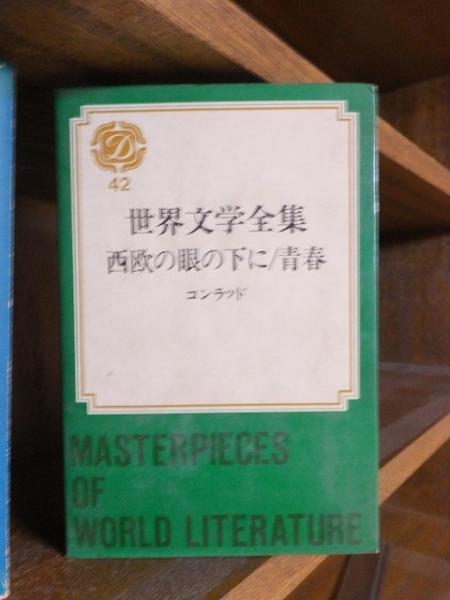 D
42
世界文学全集
西欧の眼の下に/青春
コンラッド
MASTERPIECES
OF
WORLD LITERATURE